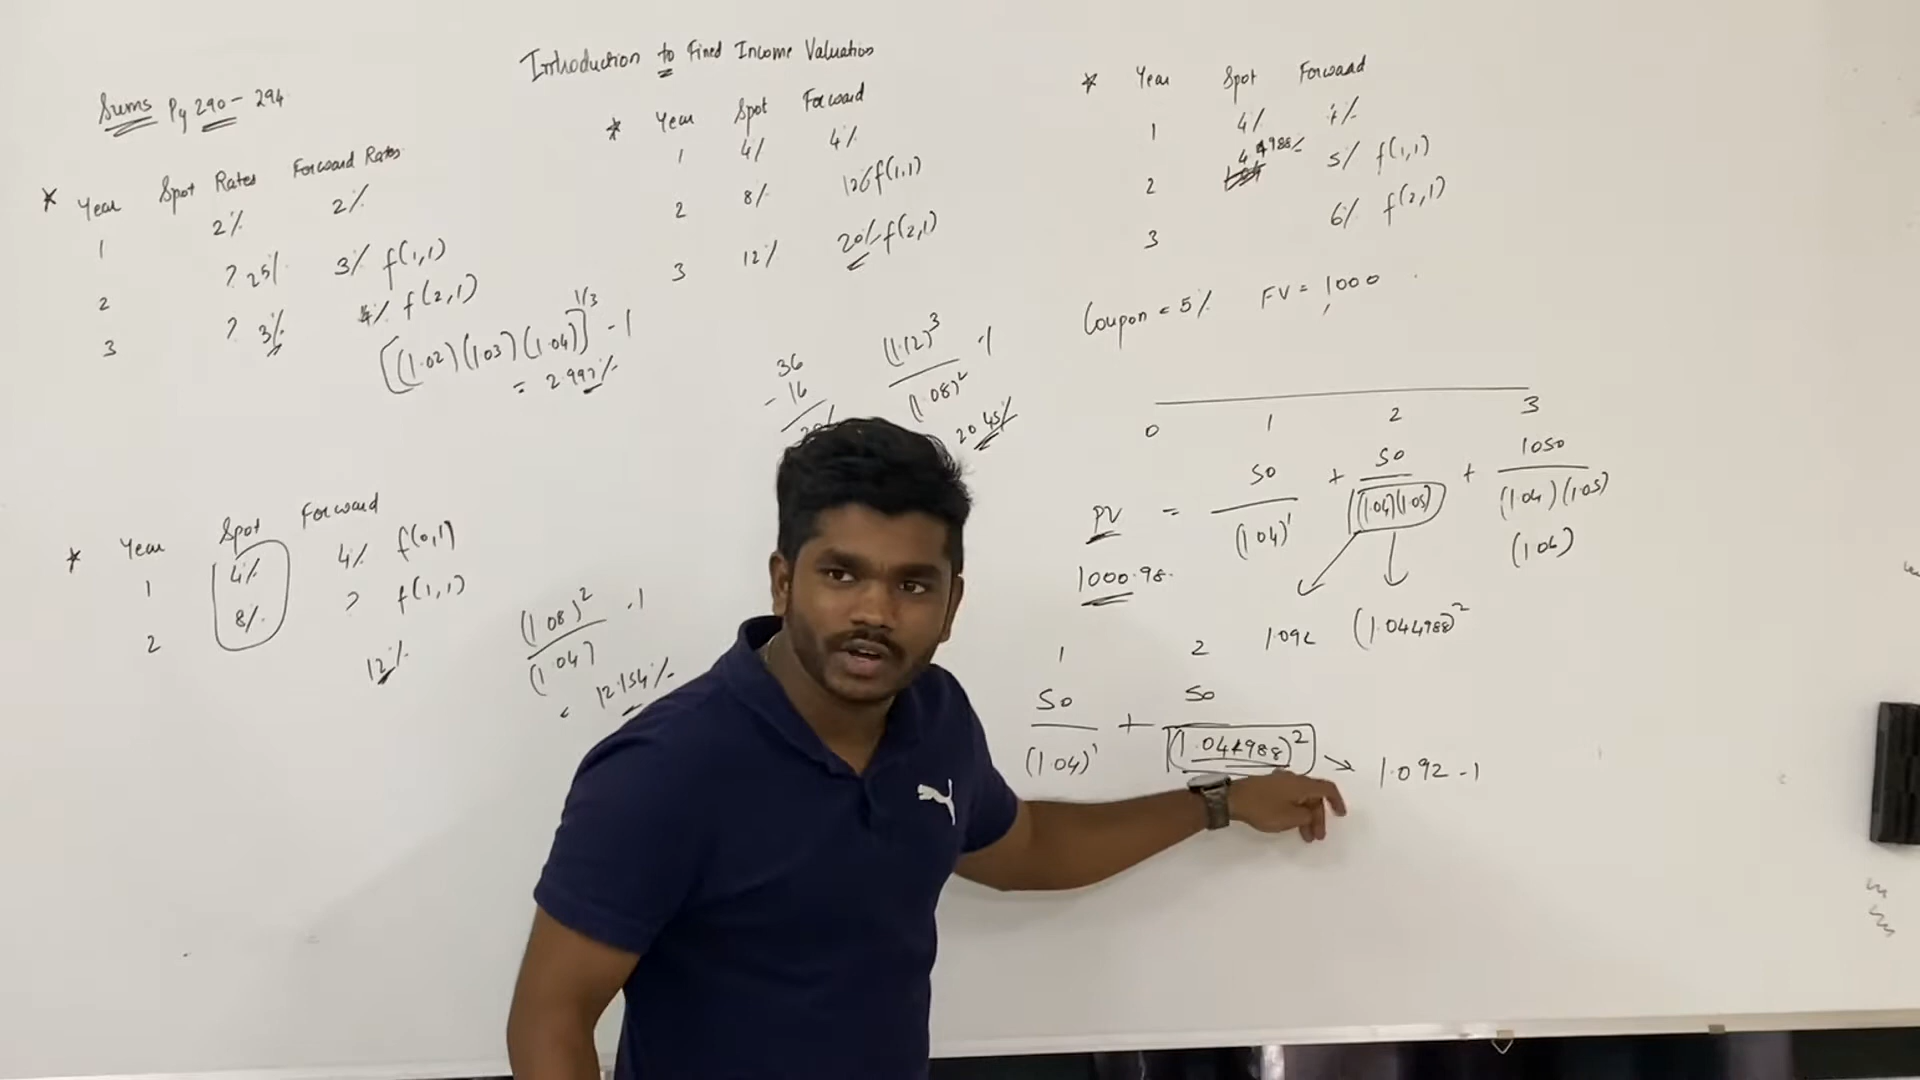 Introduction to Fixed Income Valuation
Sums Pg 290 - 294
* Year Spot Rates Forward Rates
1 2% 2%
2 ? 2.5% 3% f(1,1)
3 ? 3% 4% f(2,1)
[(1.02)(1.03)(1.04)]^1/3 - 1
= 2.997%
* Year Spot Forward
1 4% 4% f(0,1)
2 8% ? f(1,1)
12%
(1.08)^2 / (1.04) - 1
= 12.154%
* Year Spot Forward
1 4% 4%
2 8% 12% f(1,1)
3 12% 20% f(2,1)
36
- 16
20%
(1.12)^3 / (1.08)^2 - 1
20.45%
* Year Spot Forward
1 4% 4%
2 4.4988% 5% f(1,1)
3 6% f(2,1)
Coupon = 5% FV = 1000
0 1 2 3
PV = 50 / (1.04)^1 + 50 / (1.04)(1.05) + 1050 / (1.04)(1.05)(1.06)
1000.98
1.092 (1.044988)^2
1 2
50 / (1.04)^1 + 50 / (1.044988)^2 → 1.092 - 1